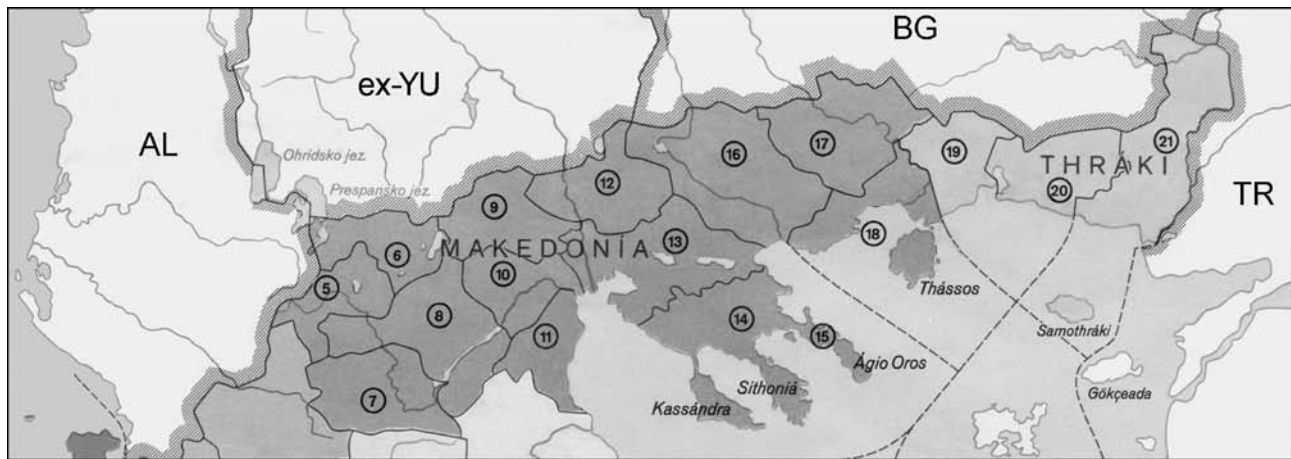 BG
ex-YU
AL
Ohridsko jez.
Prespansko jez.
TR
THRÁKI
MAKEDONÍA
5
6
7
8
9
10
11
12
13
14
15
16
17
18
19
20
21
Thássos
Samothráki
Ágio Oros
Sithoniá
Kassándra
Gökçeada